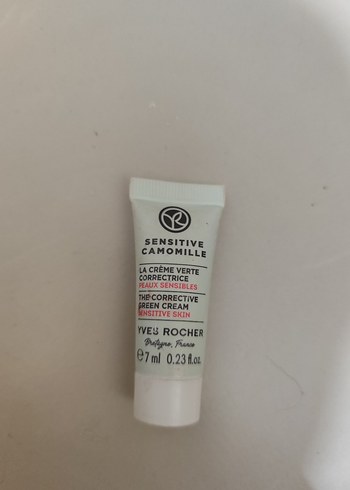 SENSITIVE
CAMOMILLE
LA CRÈME VERTE
CORRECTRICE
PEAUX SENSIBLES
THE CORRECTIVE
GREEN CREAM
SENSITIVE SKIN
YVES ROCHER
Bretagne, France
℮7 ml 0.23 fl.oz.